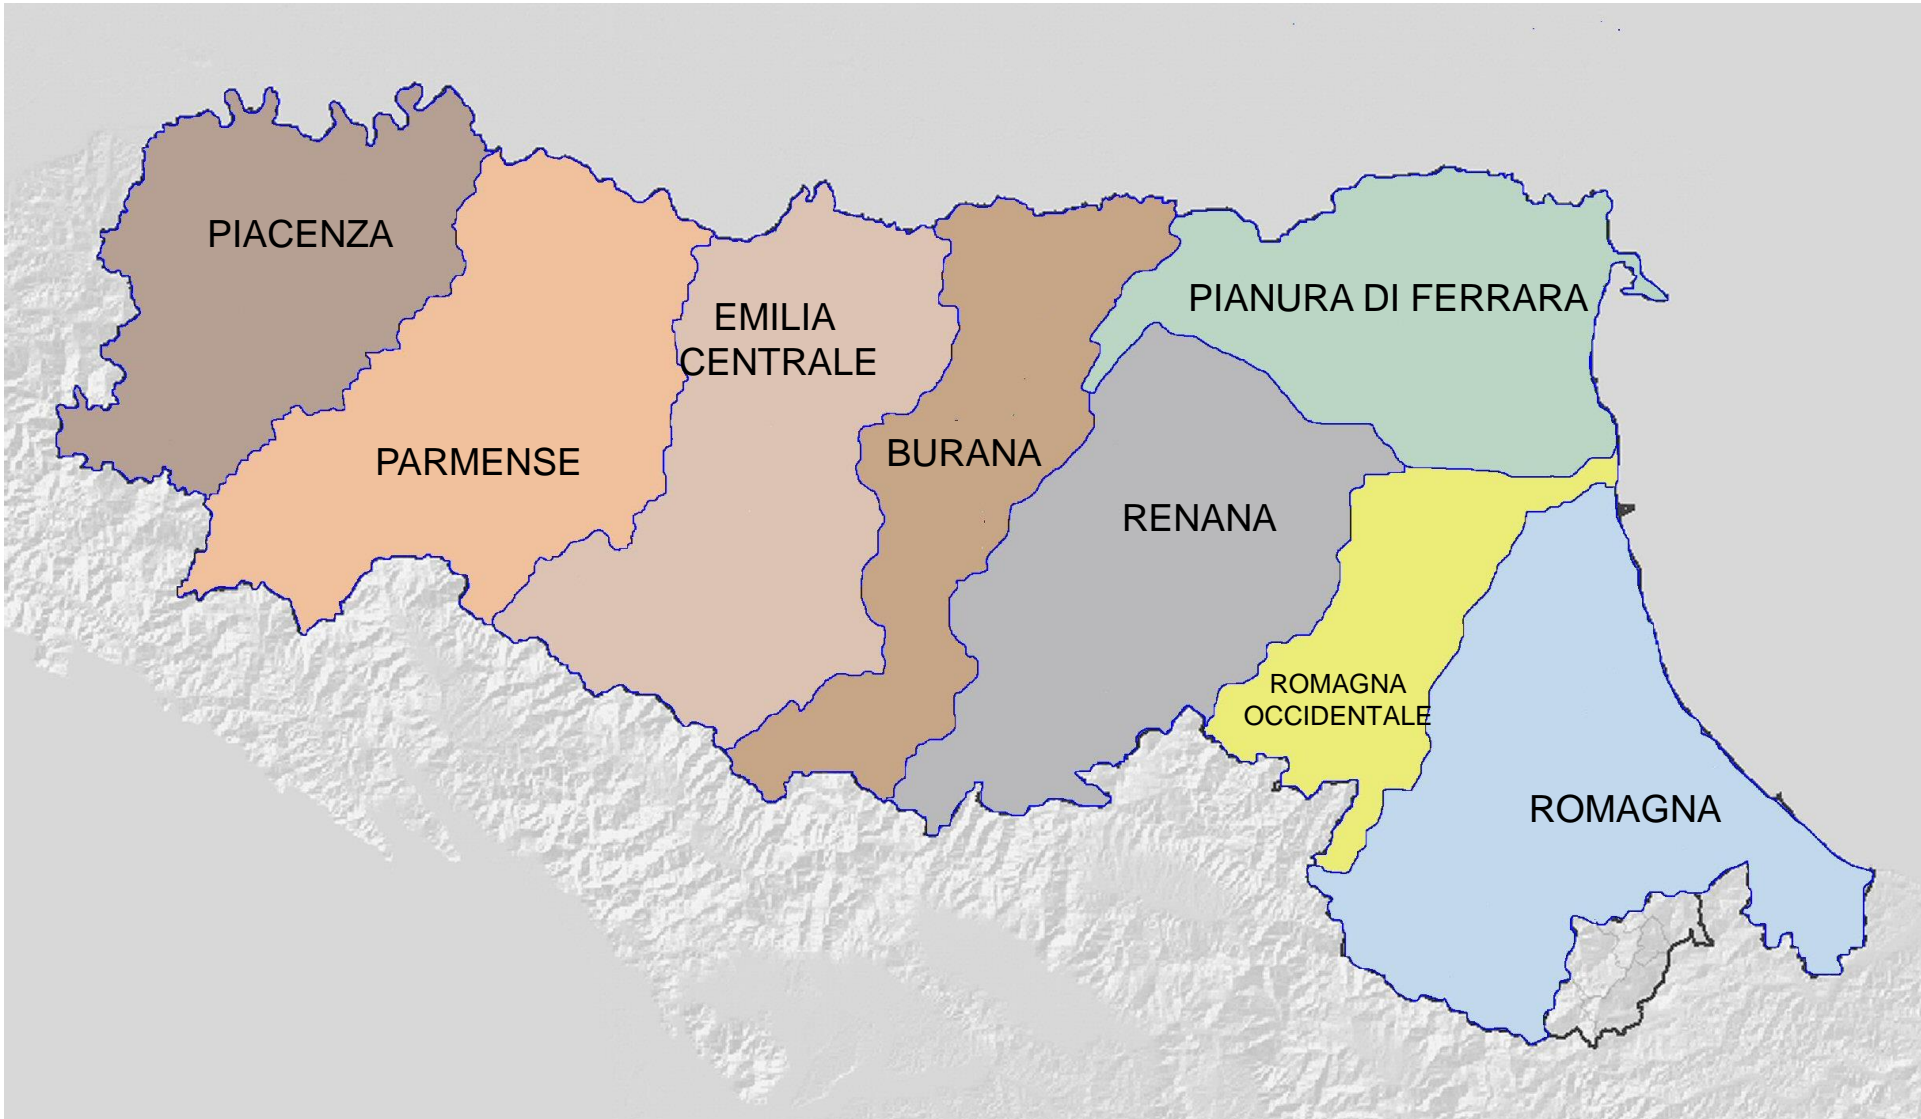 PIACENZA
PARMENSE
EMILIA
CENTRALE
BURANA
PIANURA DI FERRARA
RENANA
ROMAGNA
OCCIDENTALE
ROMAGNA